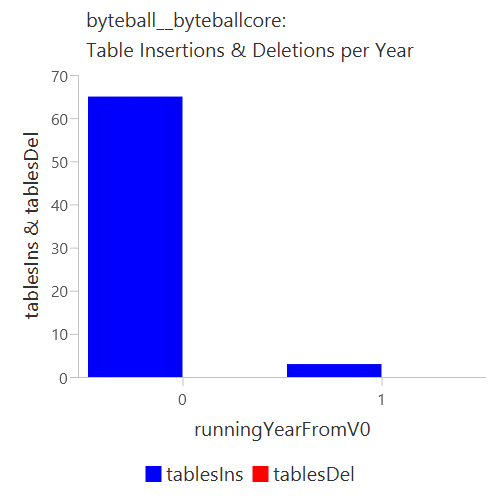 byteball__byteballcore:
Table Insertions & Deletions per Year
tablesIns & tablesDel
70
60
50
40
30
20
10
0
0 1
runningYearFromV0
tablesIns tablesDel